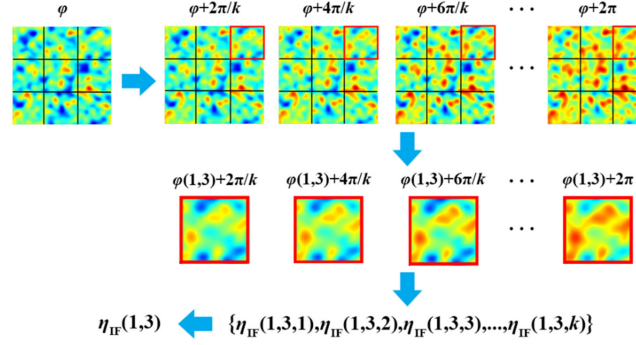 φ φ+2π/k φ+4π/k φ+6π/k ... φ+2π
φ(1,3)+2π/k φ(1,3)+4π/k φ(1,3)+6π/k ... φ(1,3)+2π
...
...
η_IF(1,3) {η_IF(1,3,1),η_IF(1,3,2),η_IF(1,3,3),...,η_IF(1,3,k)}